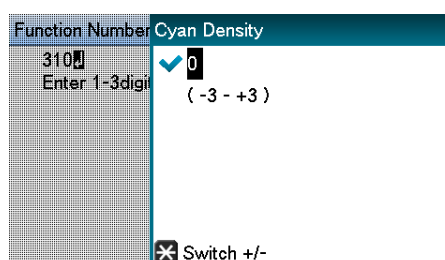 Function Number
310
Enter 1-3digi
Cyan Density
0
( -3 - +3 )
Switch +/-